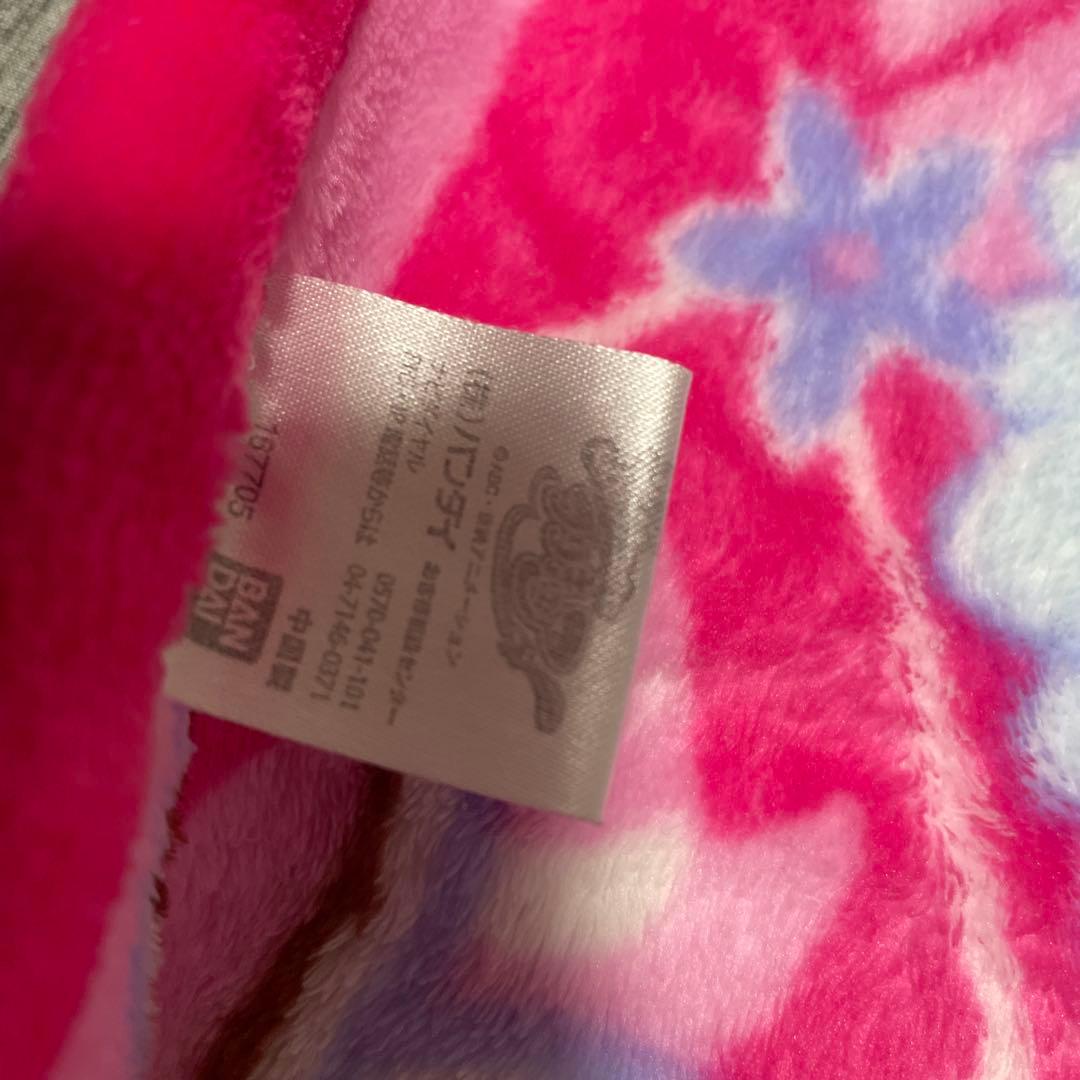 ©ABC・東映アニメーション
(株)バンダイ お客様相談センター
ナビダイヤル 0570-041-101
PHS、IP電話等からは 04-7146-0371
中国製
BAN
DAI
167705